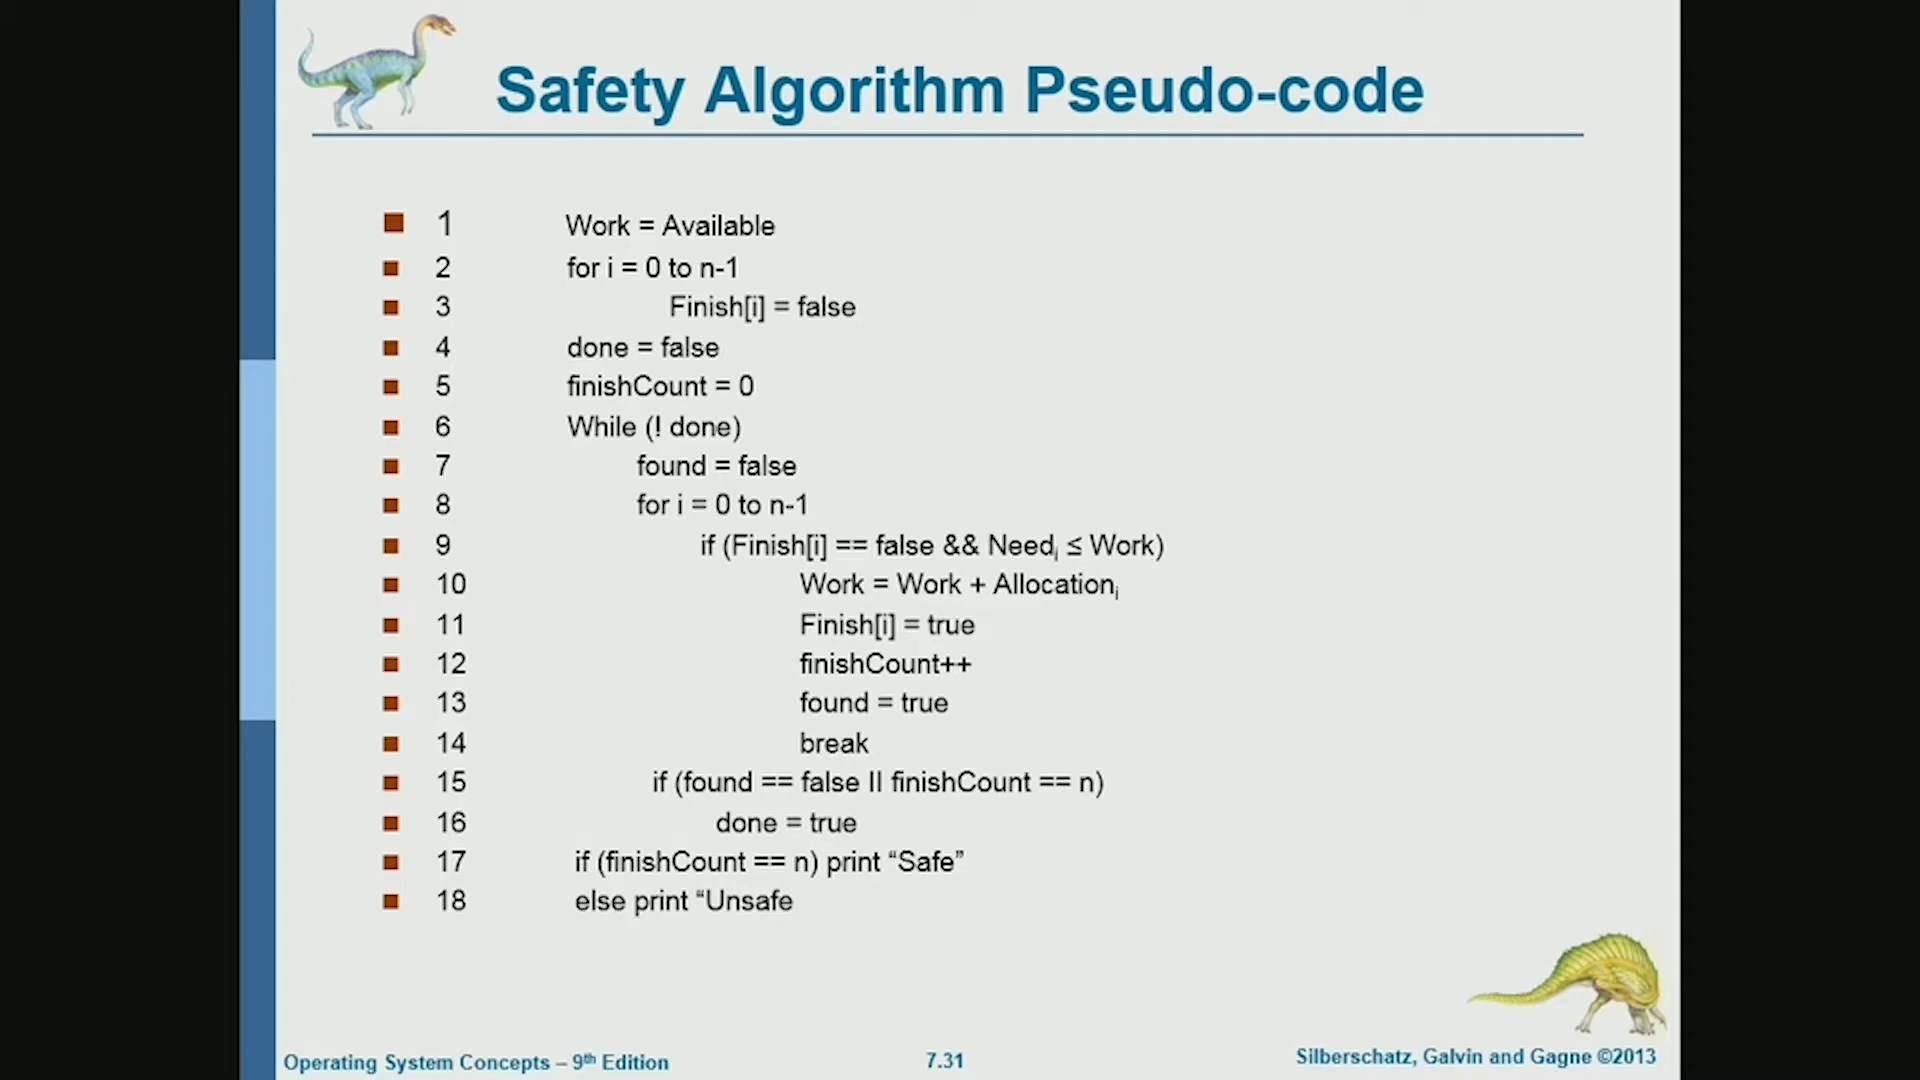 Safety Algorithm Pseudo-code
1 Work = Available
2 for i = 0 to n-1
3 Finish[i] = false
4 done = false
5 finishCount = 0
6 While (! done)
7 found = false
8 for i = 0 to n-1
9 if (Finish[i] == false && Needᵢ ≤ Work)
10 Work = Work + Allocationᵢ
11 Finish[i] = true
12 finishCount++
13 found = true
14 break
15 if (found == false || finishCount == n)
16 done = true
17 if (finishCount == n) print “Safe”
18 else print “Unsafe
Operating System Concepts – 9th Edition 7.31 Silberschatz, Galvin and Gagne ©2013